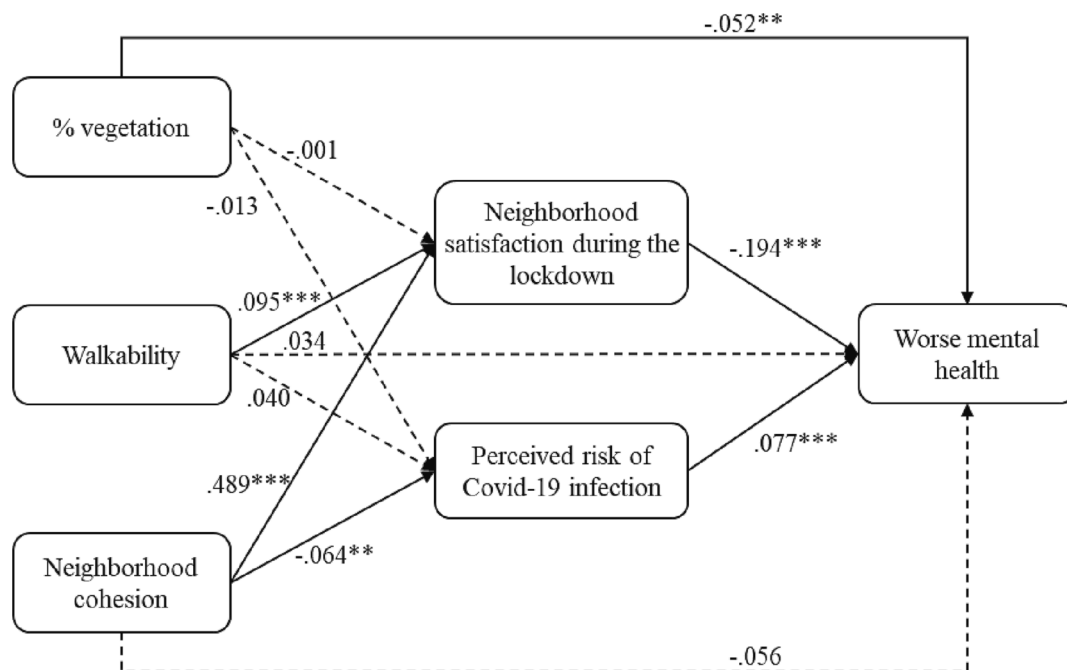 -.052**
% vegetation
-.001
-.013
Neighborhood
satisfaction during the
lockdown
-.194***
.095***
Walkability
.034
Worse mental
health
.040
Perceived risk of
Covid-19 infection
.077***
.489***
-.064**
Neighborhood
cohesion
-.056